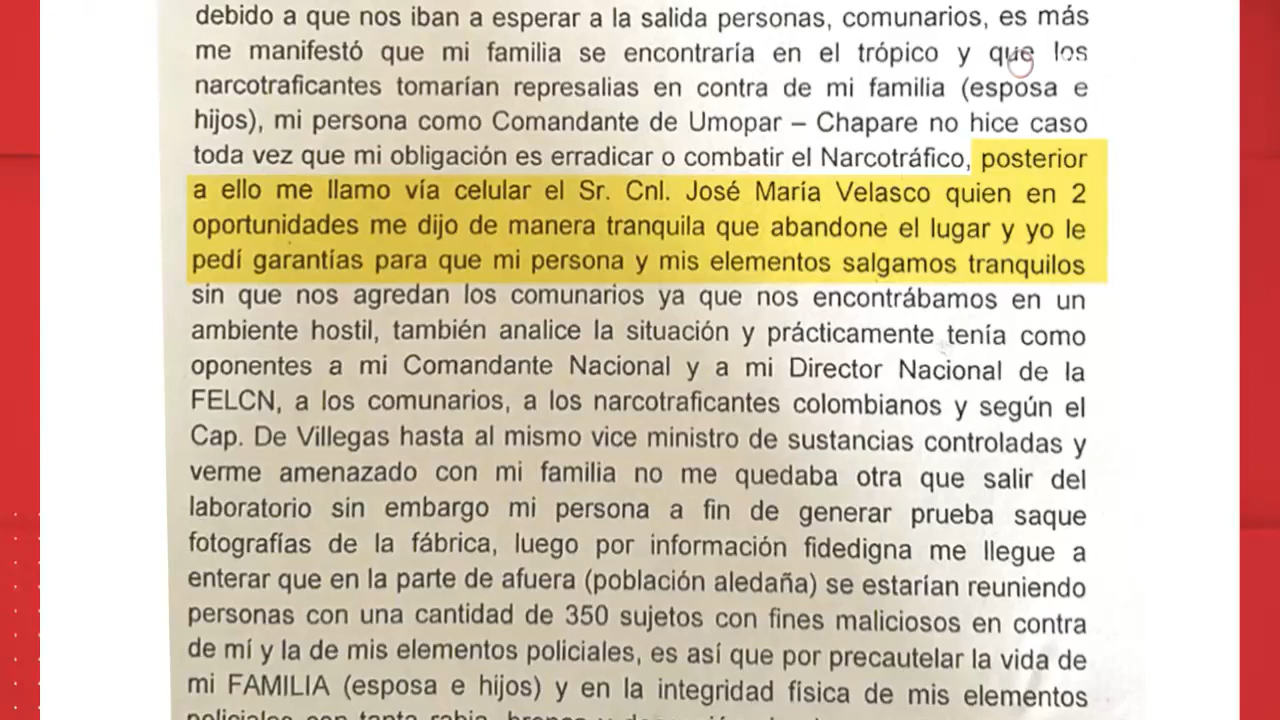 debido a que nos iban a esperar a la salida personas, comunarios, es más
me manifestó que mi familia se encontraría en el trópico y que los
narcotraficantes tomarían represalias en contra de mi familia (esposa e
hijos), mi persona como Comandante de Umopar – Chapare no hice caso
toda vez que mi obligación es erradicar o combatir el Narcotráfico, posterior
a ello me llamo vía celular el Sr. Cnl. José María Velasco quien en 2
oportunidades me dijo de manera tranquila que abandone el lugar y yo le
pedí garantías para que mi persona y mis elementos salgamos tranquilos
sin que nos agredan los comunarios ya que nos encontrábamos en un
ambiente hostil, también analice la situación y prácticamente tenía como
oponentes a mi Comandante Nacional y a mi Director Nacional de la
FELCN, a los comunarios, a los narcotraficantes colombianos y según el
Cap. De Villegas hasta al mismo vice ministro de sustancias controladas y
verme amenazado con mi familia no me quedaba otra que salir del
laboratorio sin embargo mi persona a fin de generar prueba saque
fotografías de la fábrica, luego por información fidedigna me llegue a
enterar que en la parte de afuera (población aledaña) se estarían reuniendo
personas con una cantidad de 350 sujetos con fines maliciosos en contra
de mí y la de mis elementos policiales, es así que por precautelar la vida de
mi FAMILIA (esposa e hijos) y en la integridad física de mis elementos
policiales con tanta rabia,